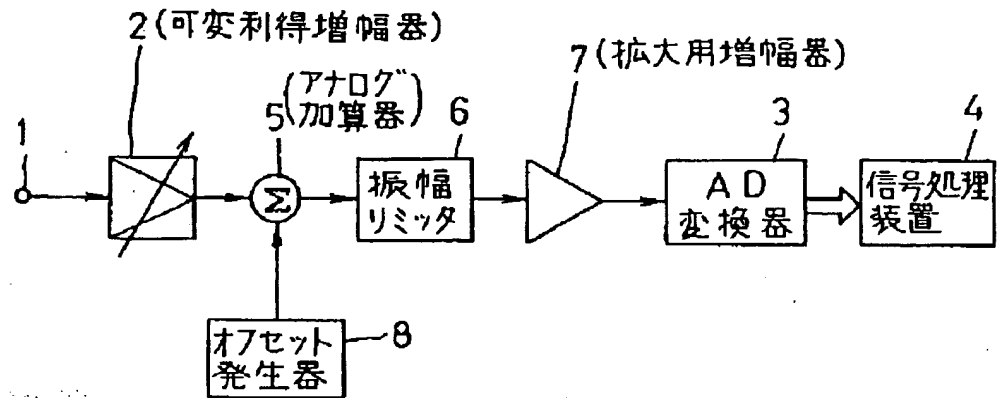 2(可変利得増幅器)
7(拡大用増幅器)
5(アナログ
加算器)
1
6
3
4
振幅
リミッタ
AD
変換器
信号処理
装置
Σ
オフセット
発生器
8